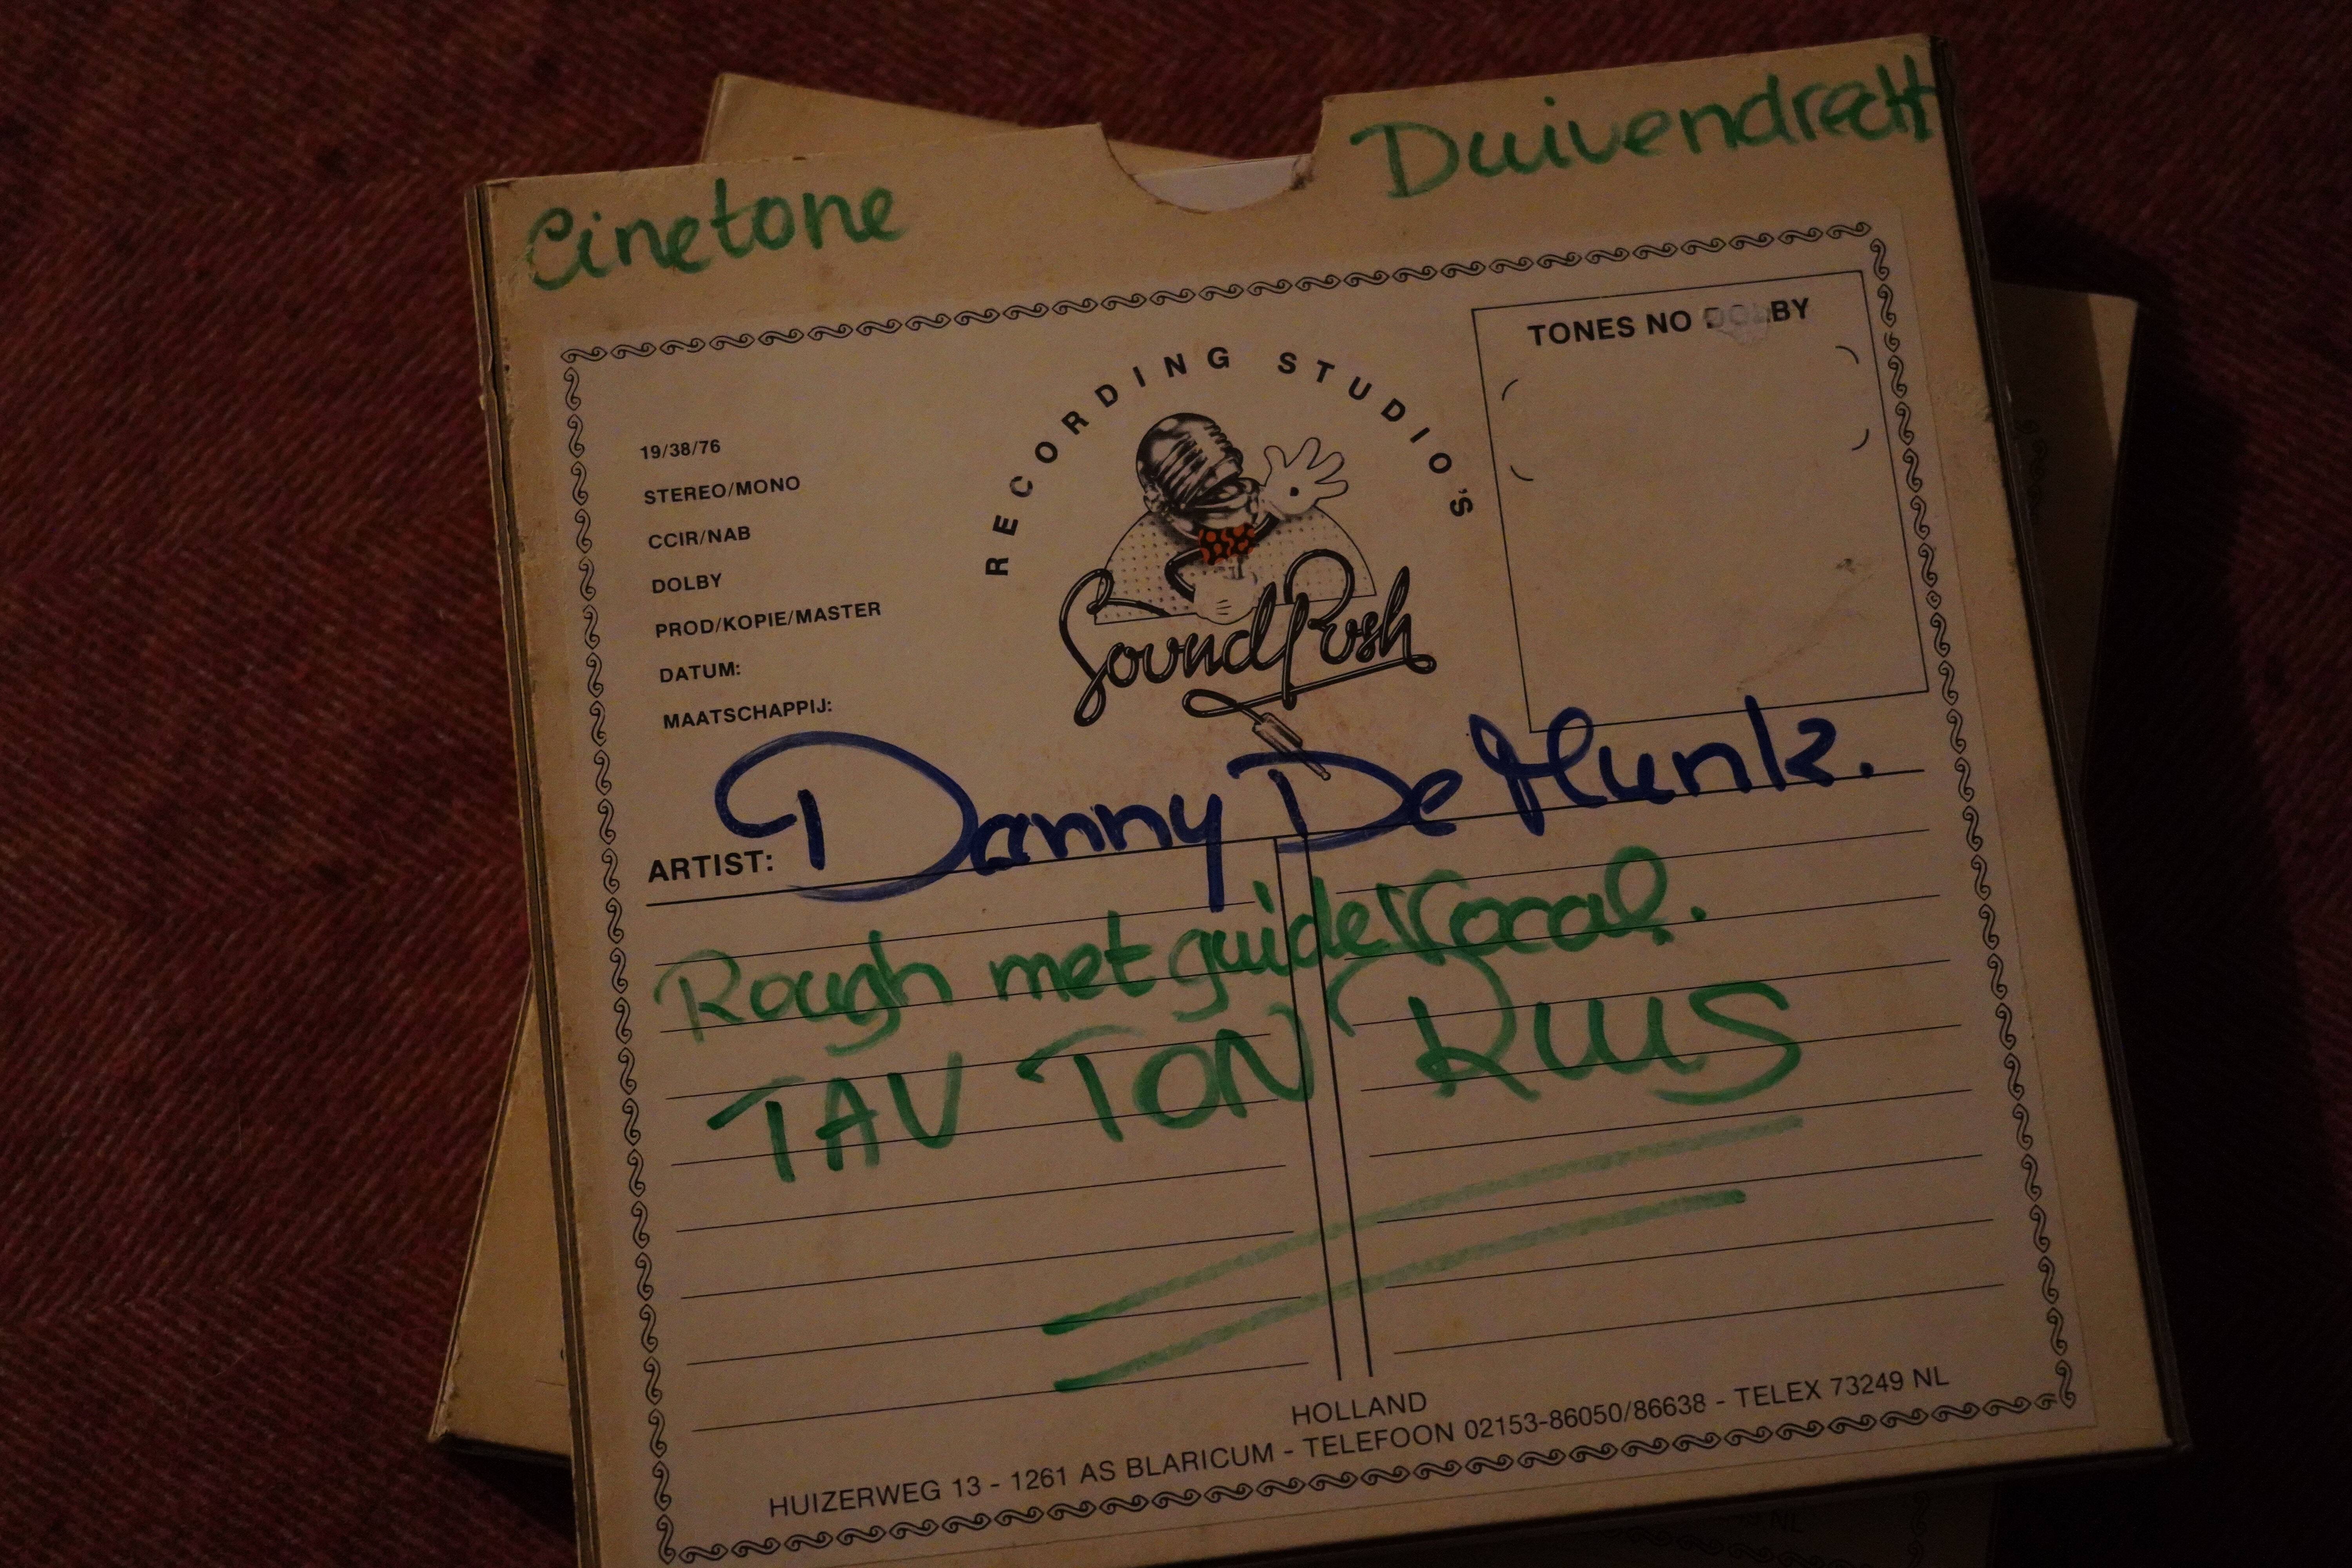 Cinetone
Duivendrecht
TONES NO DOLBY
RECORDING STUDIO'S
SoundPush
19/38/76
STEREO/MONO
CCIR/NAB
DOLBY
PROD/KOPIE/MASTER
DATUM:
MAATSCHAPPIJ:
ARTIST: Danny De Munk.
Rough met guide Vocal.
TAV TON RUUS
HOLLAND
HUIZERWEG 13 - 1261 AS BLARICUM - TELEFOON 02153-86050/86638 - TELEX 73249 NL